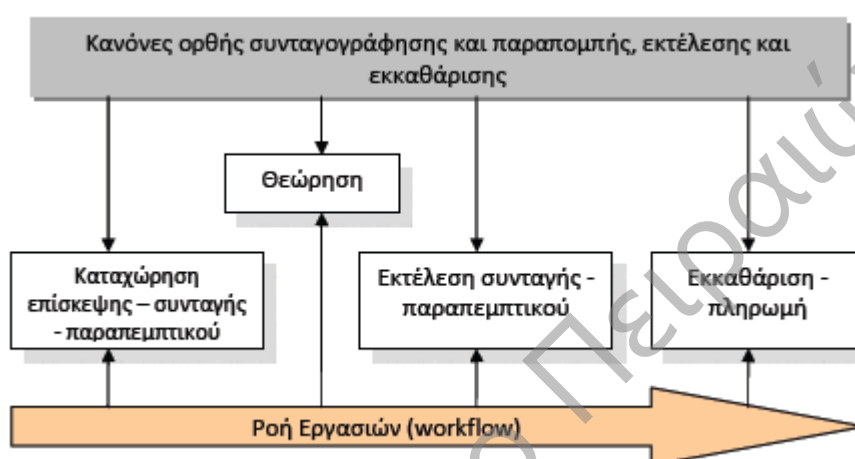 Κανόνες ορθής συνταγογράφησης και παραπομπής, εκτέλεσης και
εκκαθάρισης
Θεώρηση
Καταχώρηση
επίσκεψης – συνταγής
- παραπεμπτικού
Εκτέλεση συνταγής -
παραπεμπτικού
Εκκαθάριση -
πληρωμή
Ροή Εργασιών (workflow)
Πειραιώ